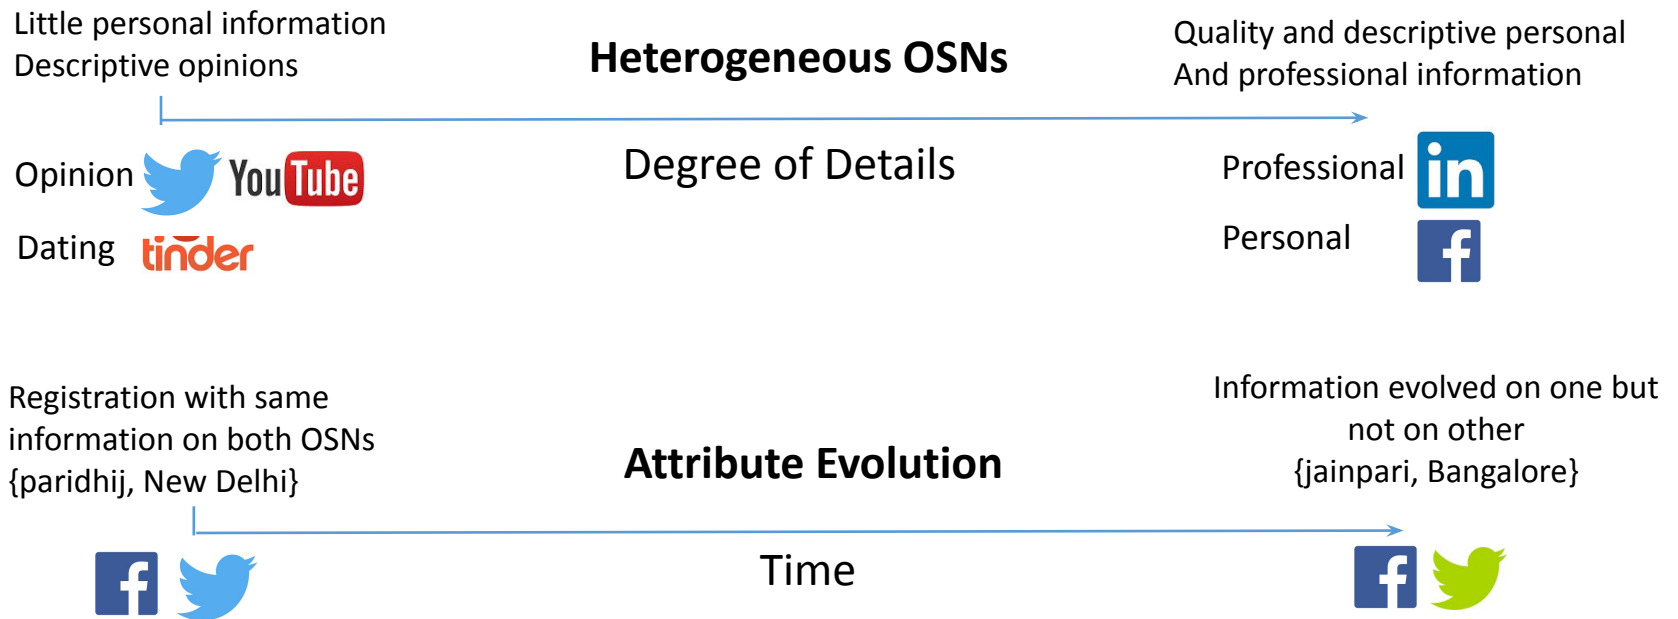 Little personal information
Descriptive opinions
Heterogeneous OSNs
Quality and descriptive personal
And professional information
Opinion
YouTube
Degree of Details
Professional
in
Dating
tinder
Personal
f
Registration with same
information on both OSNs
{paridhij, New Delhi}
Attribute Evolution
Information evolved on one but
not on other
{jainpari, Bangalore}
f
Time
f